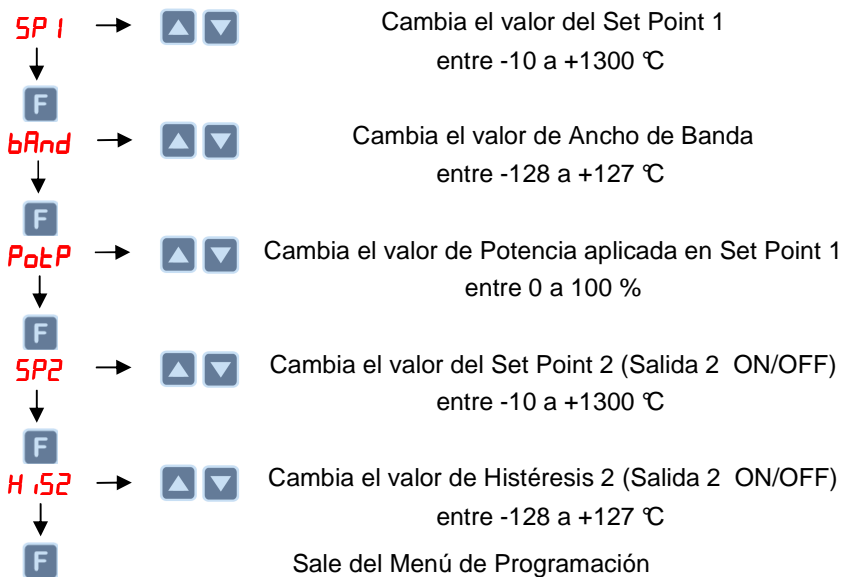 SP1 Cambia el valor del Set Point 1
entre -10 a +1300 ℃
F
bAnd Cambia el valor de Ancho de Banda
entre -128 a +127 ℃
F
PotP Cambia el valor de Potencia aplicada en Set Point 1
entre 0 a 100 %
F
SP2 Cambia el valor del Set Point 2 (Salida 2 ON/OFF)
entre -10 a +1300 ℃
F
HiS2 Cambia el valor de Histéresis 2 (Salida 2 ON/OFF)
entre -128 a +127 ℃
F Sale del Menú de Programación